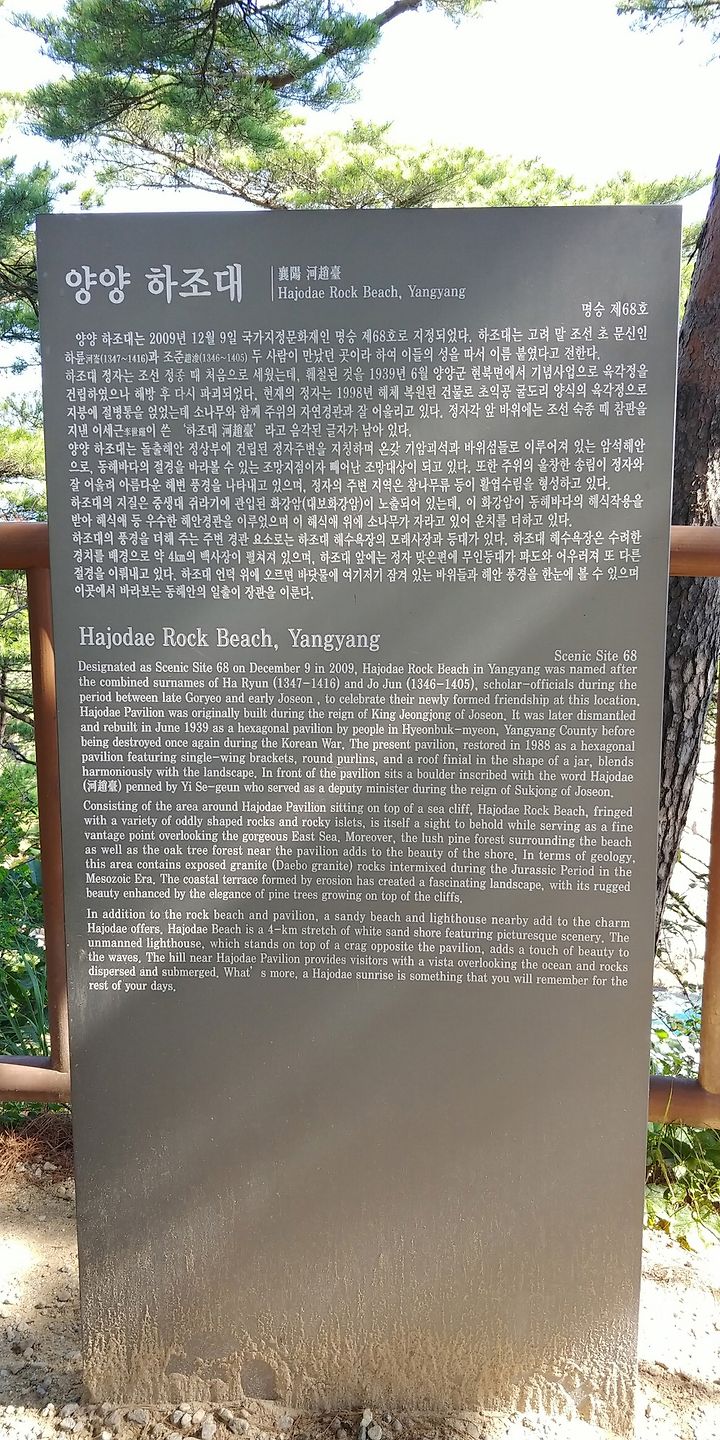 양양 하조대
襄陽 河趙臺
Hajodae Rock Beach, Yangyang
명승 제68호
양양 하조대는 2009년 12월 9일 국가지정문화재인 명승 제68호로 지정되었다. 하조대는 고려 말 조선 초 문신인
하륜河崙(1347~1416)과 조준趙浚(1346~1405) 두 사람이 만났던 곳이라 하여 이들의 성을 따서 이름 붙였다고 전한다.
하조대 정자는 조선 정종 때 처음으로 세웠는데, 훼철된 것을 1939년 6월 양양군 현북면에서 기념사업으로 육각정을
건립하였으나 해방 후 다시 파괴되었다. 현재의 정자는 1998년 해체 복원된 건물로 초익공 굴도리 양식의 육각정으로
지붕에 절병통을 얹었는데 소나무와 함께 주위의 자연경관과 잘 어울리고 있다. 정자각 앞 바위에는 조선 숙종 때 참판을
지낸 이세근李世瑾이 쓴 ‘하조대 河趙臺’ 라고 음각된 글자가 남아 있다.
양양 하조대는 돌출해안 정상부에 건립된 정자주변을 지칭하며 온갖 기암괴석과 바위섬들로 이루어져 있는 암석해안
으로, 동해바다의 절경을 바라볼 수 있는 조망지점이자 빼어난 조망대상이 되고 있다. 또한 주위의 울창한 송림이 정자와
잘 어울려 아름다운 해변 풍경을 나타내고 있으며, 정자의 주변 지역은 참나무류 등이 활엽수림을 형성하고 있다.
하조대의 지질은 중생대 쥐라기에 관입된 화강암(대보화강암)이 노출되어 있는데, 이 화강암이 동해바다의 해식작용을
받아 해식애 등 우수한 해안경관을 이루었으며 이 해식애 위에 소나무가 자라고 있어 운치를 더하고 있다.
하조대의 풍경을 더해 주는 주변 경관 요소로는 하조대 해수욕장의 모래사장과 등대가 있다. 하조대 해수욕장은 수려한
경치를 배경으로 약 4㎞의 백사장이 펼쳐져 있으며, 하조대 앞에는 정자 맞은편에 무인등대가 파도와 어우러져 또 다른
절경을 이뤄내고 있다. 하조대 언덕 위에 오르면 바닷물에 여기저기 잠겨 있는 바위들과 해안 풍경을 한눈에 볼 수 있으며
이곳에서 바라보는 동해안의 일출이 장관을 이룬다.
Hajodae Rock Beach, Yangyang
Scenic Site 68
Designated as Scenic Site 68 on December 9 in 2009, Hajodae Rock Beach in Yangyang was named after
the combined surnames of Ha Ryun (1347-1416) and Jo Jun (1346-1405), scholar-officials during the
period between late Goryeo and early Joseon , to celebrate their newly formed friendship at this location.
Hajodae Pavilion was originally built during the reign of King Jeongjong of Joseon. It was later dismantled
and rebuilt in June 1939 as a hexagonal pavilion by people in Hyeonbuk-myeon, Yangyang County before
being destroyed once again during the Korean War. The present pavilion, restored in 1988 as a hexagonal
pavilion featuring single-wing brackets, round purlins, and a roof finial in the shape of a jar, blends
harmoniously with the landscape. In front of the pavilion sits a boulder inscribed with the word Hajodae
(河趙臺) penned by Yi Se-geun who served as a deputy minister during the reign of Sukjong of Joseon.
Consisting of the area around Hajodae Pavilion sitting on top of a sea cliff, Hajodae Rock Beach, fringed
with a variety of oddly shaped rocks and rocky islets, is itself a sight to behold while serving as a fine
vantage point overlooking the gorgeous East Sea. Moreover, the lush pine forest surrounding the beach
as well as the oak tree forest near the pavilion adds to the beauty of the shore. In terms of geology,
this area contains exposed granite (Daebo granite) rocks intermixed during the Jurassic Period in the
Mesozoic Era. The coastal terrace formed by erosion has created a fascinating landscape, with its rugged
beauty enhanced by the elegance of pine trees growing on top of the cliffs.
In addition to the rock beach and pavilion, a sandy beach and lighthouse nearby add to the charm
Hajodae offers. Hajodae Beach is a 4-km stretch of white sand shore featuring picturesque scenery. The
unmanned lighthouse, which stands on top of a crag opposite the pavilion, adds a touch of beauty to
the waves. The hill near Hajodae Pavilion provides visitors with a vista overlooking the ocean and rocks
dispersed and submerged. What’s more, a Hajodae sunrise is something that you will remember for the
rest of your days.